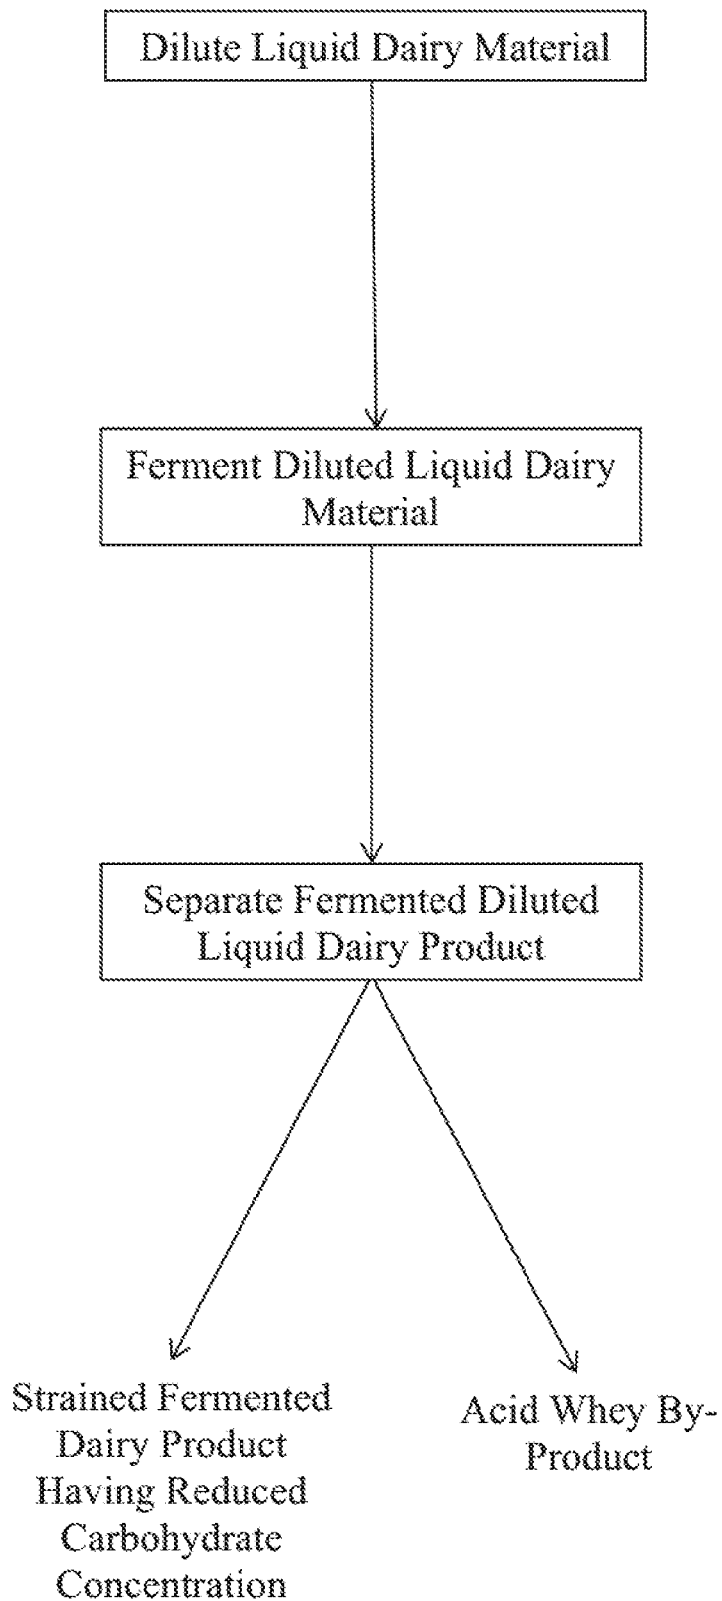 Dilute Liquid Dairy Material
Ferment Diluted Liquid Dairy
Material
Separate Fermented Diluted
Liquid Dairy Product
Strained Fermented
Dairy Product
Having Reduced
Carbohydrate
Concentration
Acid Whey By-
Product